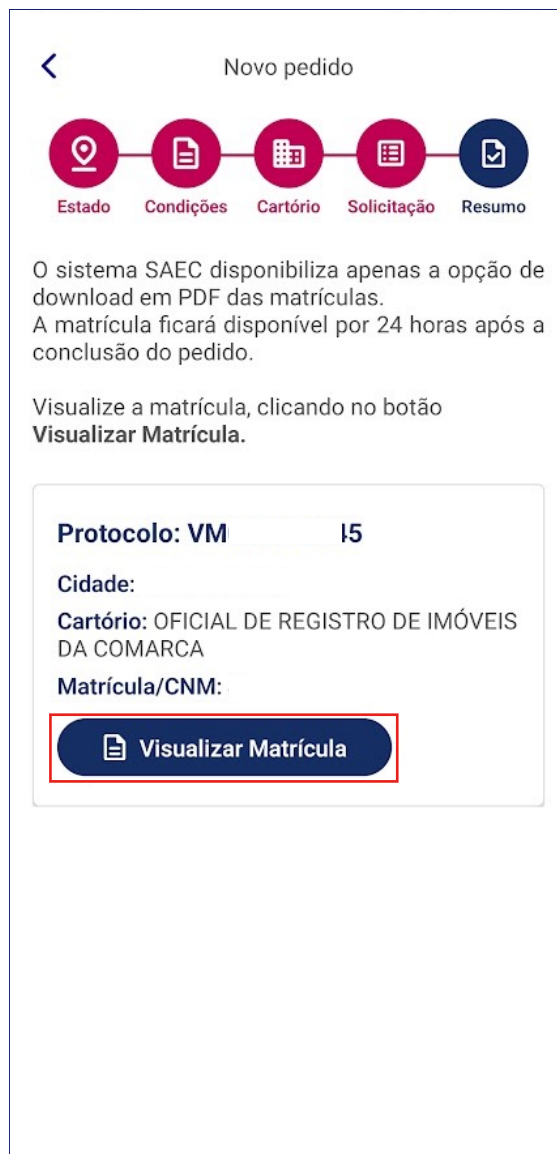 Novo pedido
Estado Condições Cartório Solicitação Resumo
O sistema SAEC disponibiliza apenas a opção de
download em PDF das matrículas.
A matrícula ficará disponível por 24 horas após a
conclusão do pedido.
Visualize a matrícula, clicando no botão
Visualizar Matrícula.
Protocolo: VM 45
Cidade:
Cartório: OFICIAL DE REGISTRO DE IMÓVEIS
DA COMARCA
Matrícula/CNM:
Visualizar Matrícula